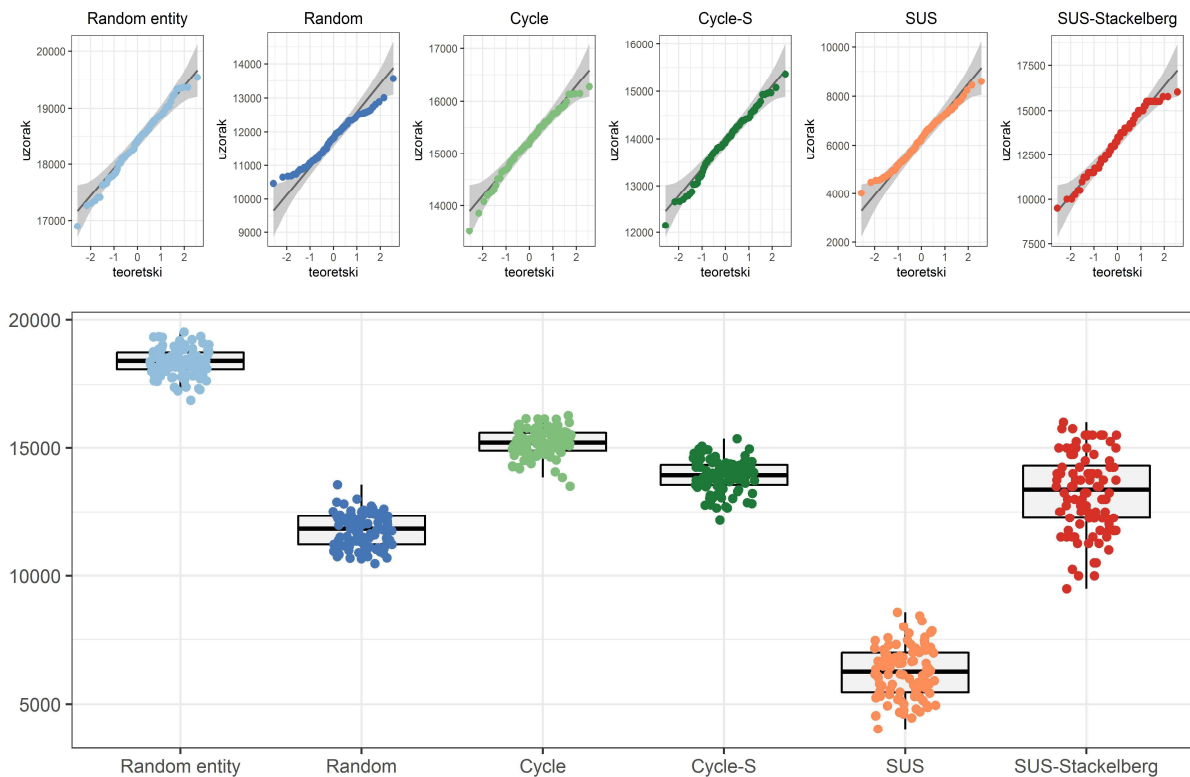 Random entity
Random
Cycle
Cycle-S
SUS
SUS-Stackelberg
uzorak
20000
19000
18000
17000
-2 -1 0 1 2
teoretski
uzorak
14000
13000
12000
11000
10000
9000
-2 -1 0 1 2
teoretski
uzorak
17000
16000
15000
14000
-2 -1 0 1 2
teoretski
uzorak
16000
15000
14000
13000
12000
-2 -1 0 1 2
teoretski
uzorak
10000
8000
6000
4000
2000
-2 -1 0 1 2
teoretski
uzorak
17500
15000
12500
10000
7500
-2 -1 0 1 2
teoretski
20000
15000
10000
5000
Random entity
Random
Cycle
Cycle-S
SUS
SUS-Stackelberg